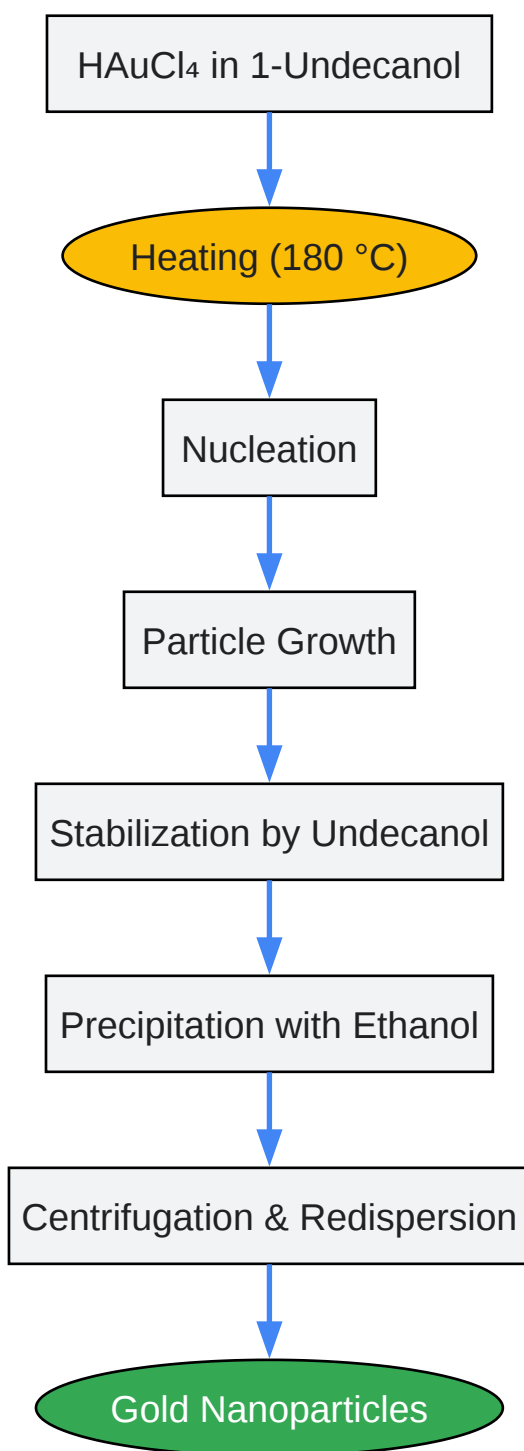 HAuCl₄ in 1-Undecanol
Heating (180 °C)
Nucleation
Particle Growth
Stabilization by Undecanol
Precipitation with Ethanol
Centrifugation & Redispersion
Gold Nanoparticles